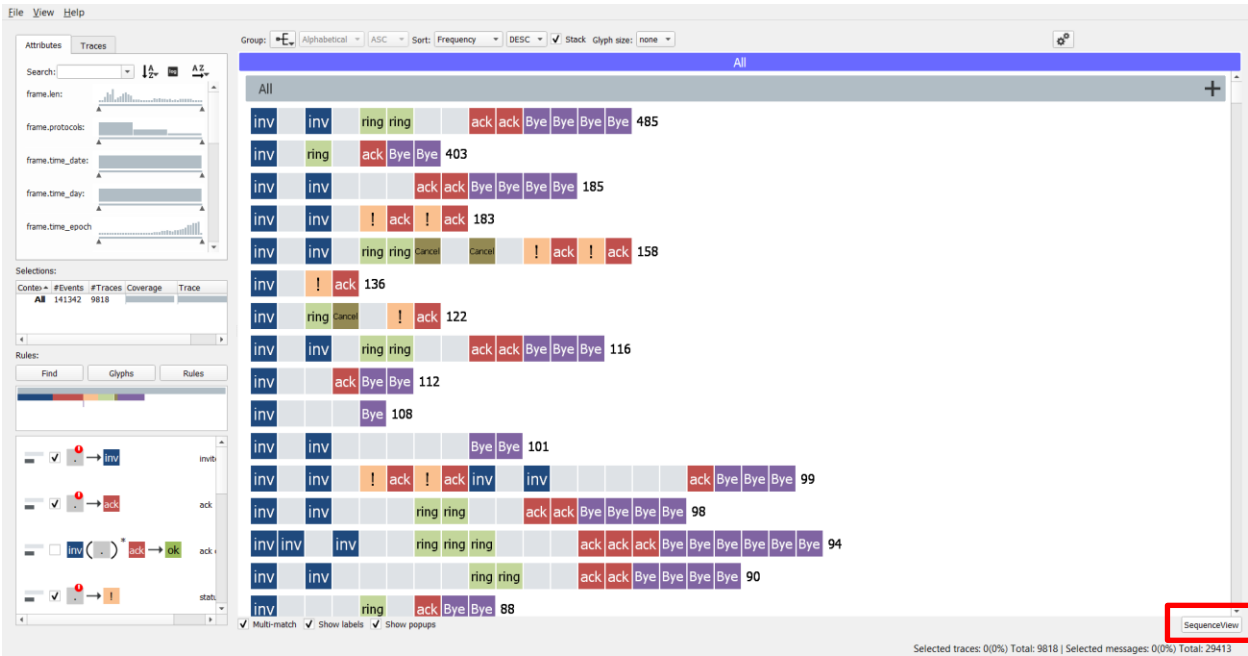 File View Help
Attributes Traces
Search:
frame.len:
frame.protocols:
frame.time_date:
frame.time_day:
frame.time_epoch
Selections:
#Events #Traces Coverage Trace
All 141342 9818
Rules:
Find Glyphs Rules
. → inv
. → ack ack
inv ( . ) * ack → ok
. → !
Group: Alphabetical ASC Sort: Frequency DESC Stack Glyph size: none
All
All +
inv inv ring ring ack ack Bye Bye Bye Bye 485
inv ring ack Bye Bye 403
inv inv ack ack Bye Bye Bye Bye 185
inv inv ! ack ! ack 183
inv inv ring ring Cancel Cancel ! ack ! ack 158
inv ! ack 136
inv ring Cancel ! ack 122
inv inv ring ring ack ack Bye Bye Bye 116
inv ack Bye Bye 112
inv Bye 108
inv inv Bye Bye 101
inv inv ! ack ! ack inv inv ack Bye Bye Bye 99
inv inv ring ring ack ack Bye Bye Bye Bye 98
inv inv inv ring ring ring ack ack ack Bye Bye Bye Bye Bye Bye 94
inv inv ring ring ack ack Bye Bye Bye Bye 90
inv ring ack Bye Bye 88
Multi-match Show labels Show popups
SequenceView
Selected traces: 0(0%) Total: 9818 | Selected messages: 0(0%) Total: 29413